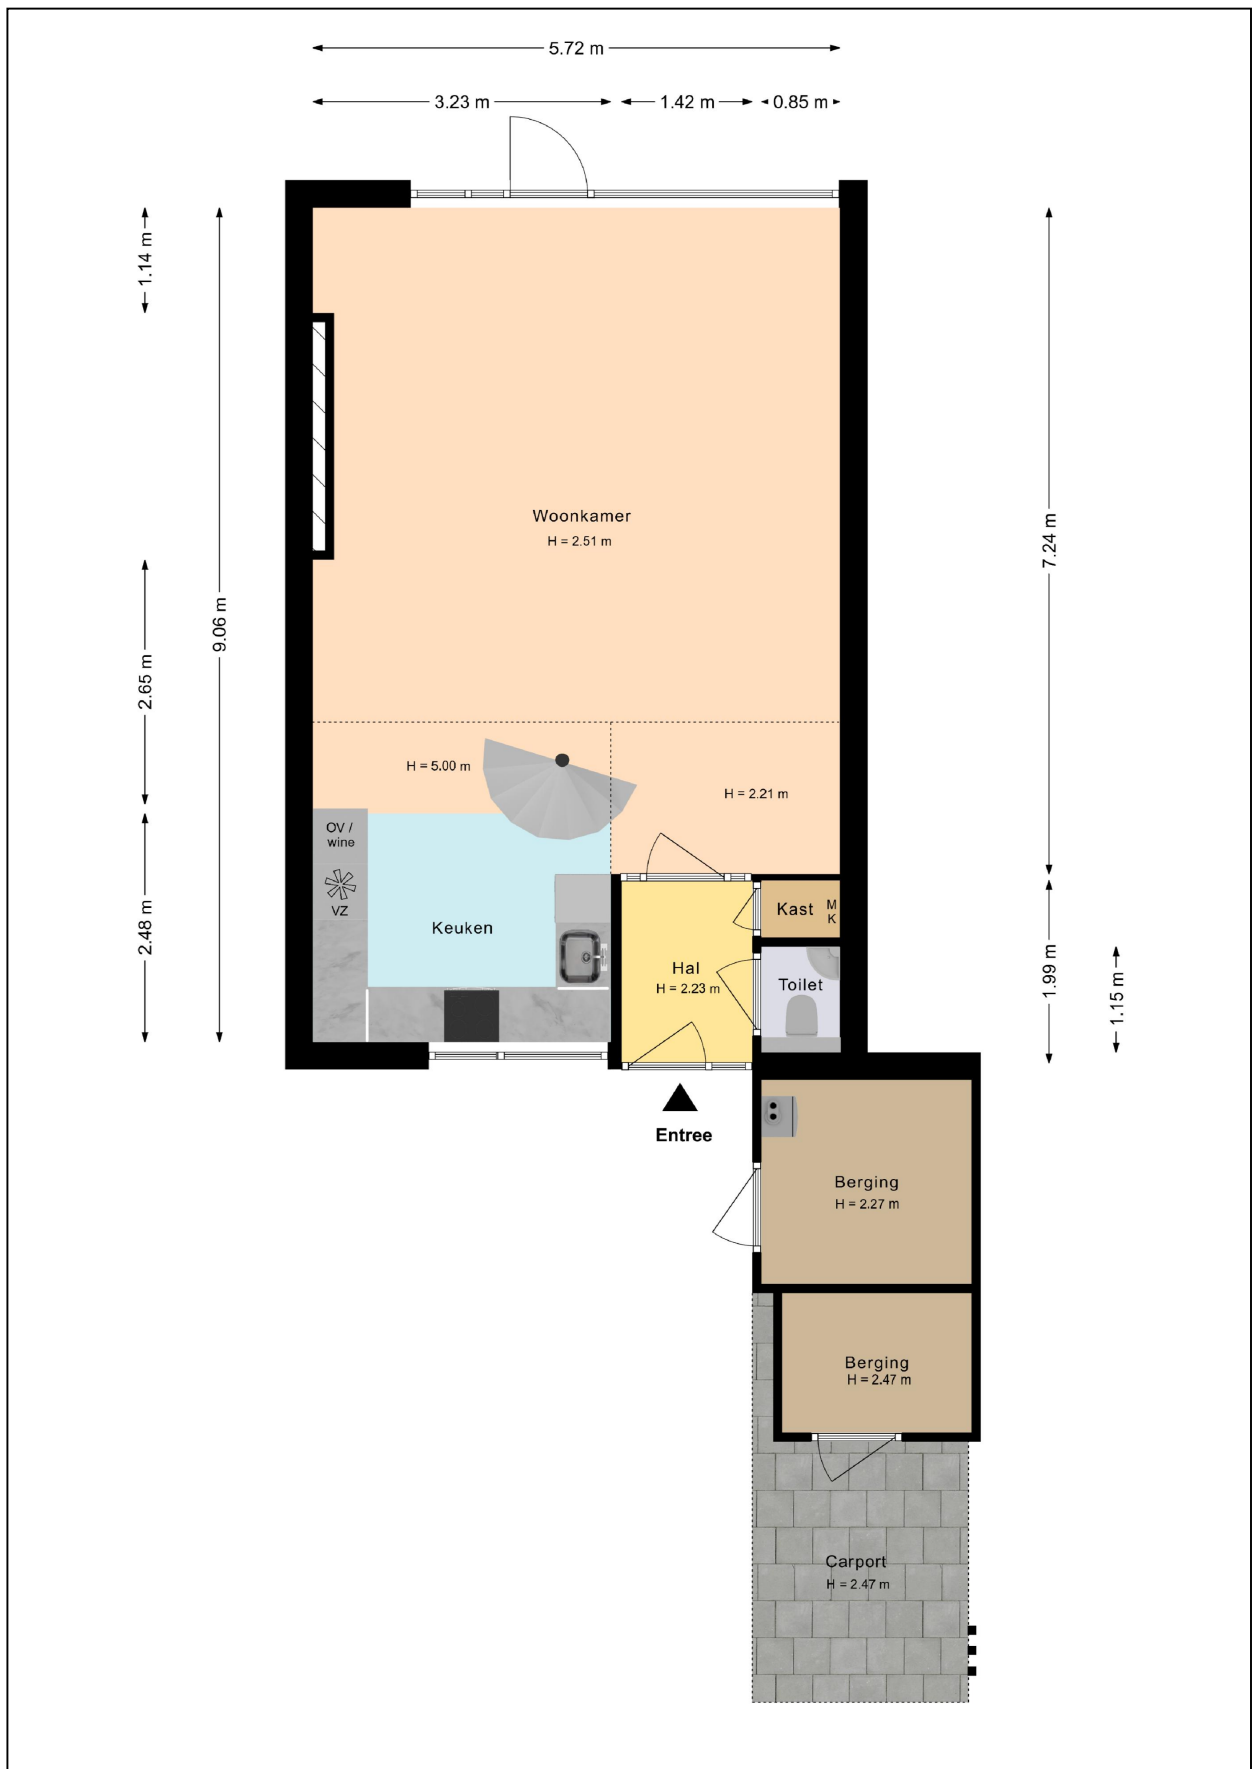 5.72 m
3.23 m
1.42 m
0.85 m
1.14 m
9.06 m
7.24 m
Woonkamer
H = 2.51 m
2.65 m
H = 5.00 m
H = 2.21 m
OV /
wine
VZ
Keuken
2.48 m
Kast
M
K
Hal
H = 2.23 m
Toilet
1.99 m
1.15 m
Entree
Berging
H = 2.27 m
Berging
H = 2.47 m
Carport
H = 2.47 m